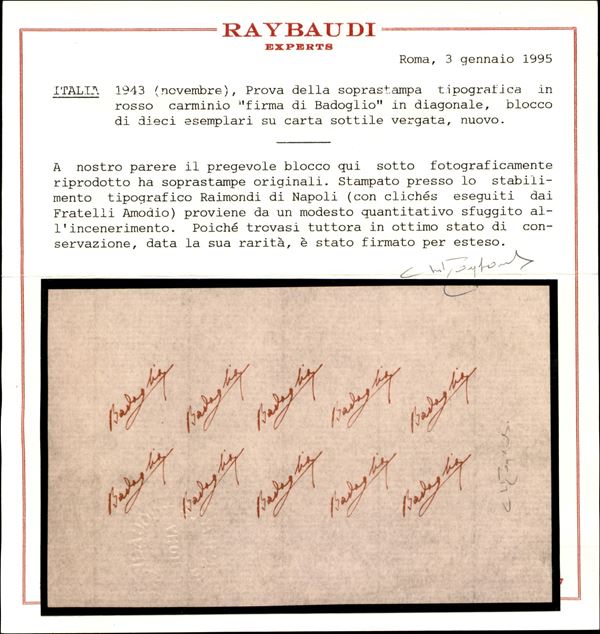 RAYBAUDI
EXPERTS
Roma, 3 gennaio 1995
ITALIA 1943 (novembre), Prova della soprastampa tipografica in
rosso carminio "firma di Badoglio" in diagonale, blocco
di dieci esemplari su carta sottile vergata, nuovo.
A nostro parere il pregevole blocco qui sotto fotograficamente
riprodotto ha soprastampe originali. Stampato presso lo stabili-
mento tipografico Raimondi di Napoli (con clichés eseguiti dai
Fratelli Amodio) proviene da un modesto quantitativo sfuggito al-
l'incenerimento. Poiché trovasi tuttora in ottimo stato di con-
servazione, data la sua rarità, è stato firmato per esteso.
Badoglio Badoglio Badoglio Badoglio Badoglio
Badoglio Badoglio Badoglio Badoglio Badoglio